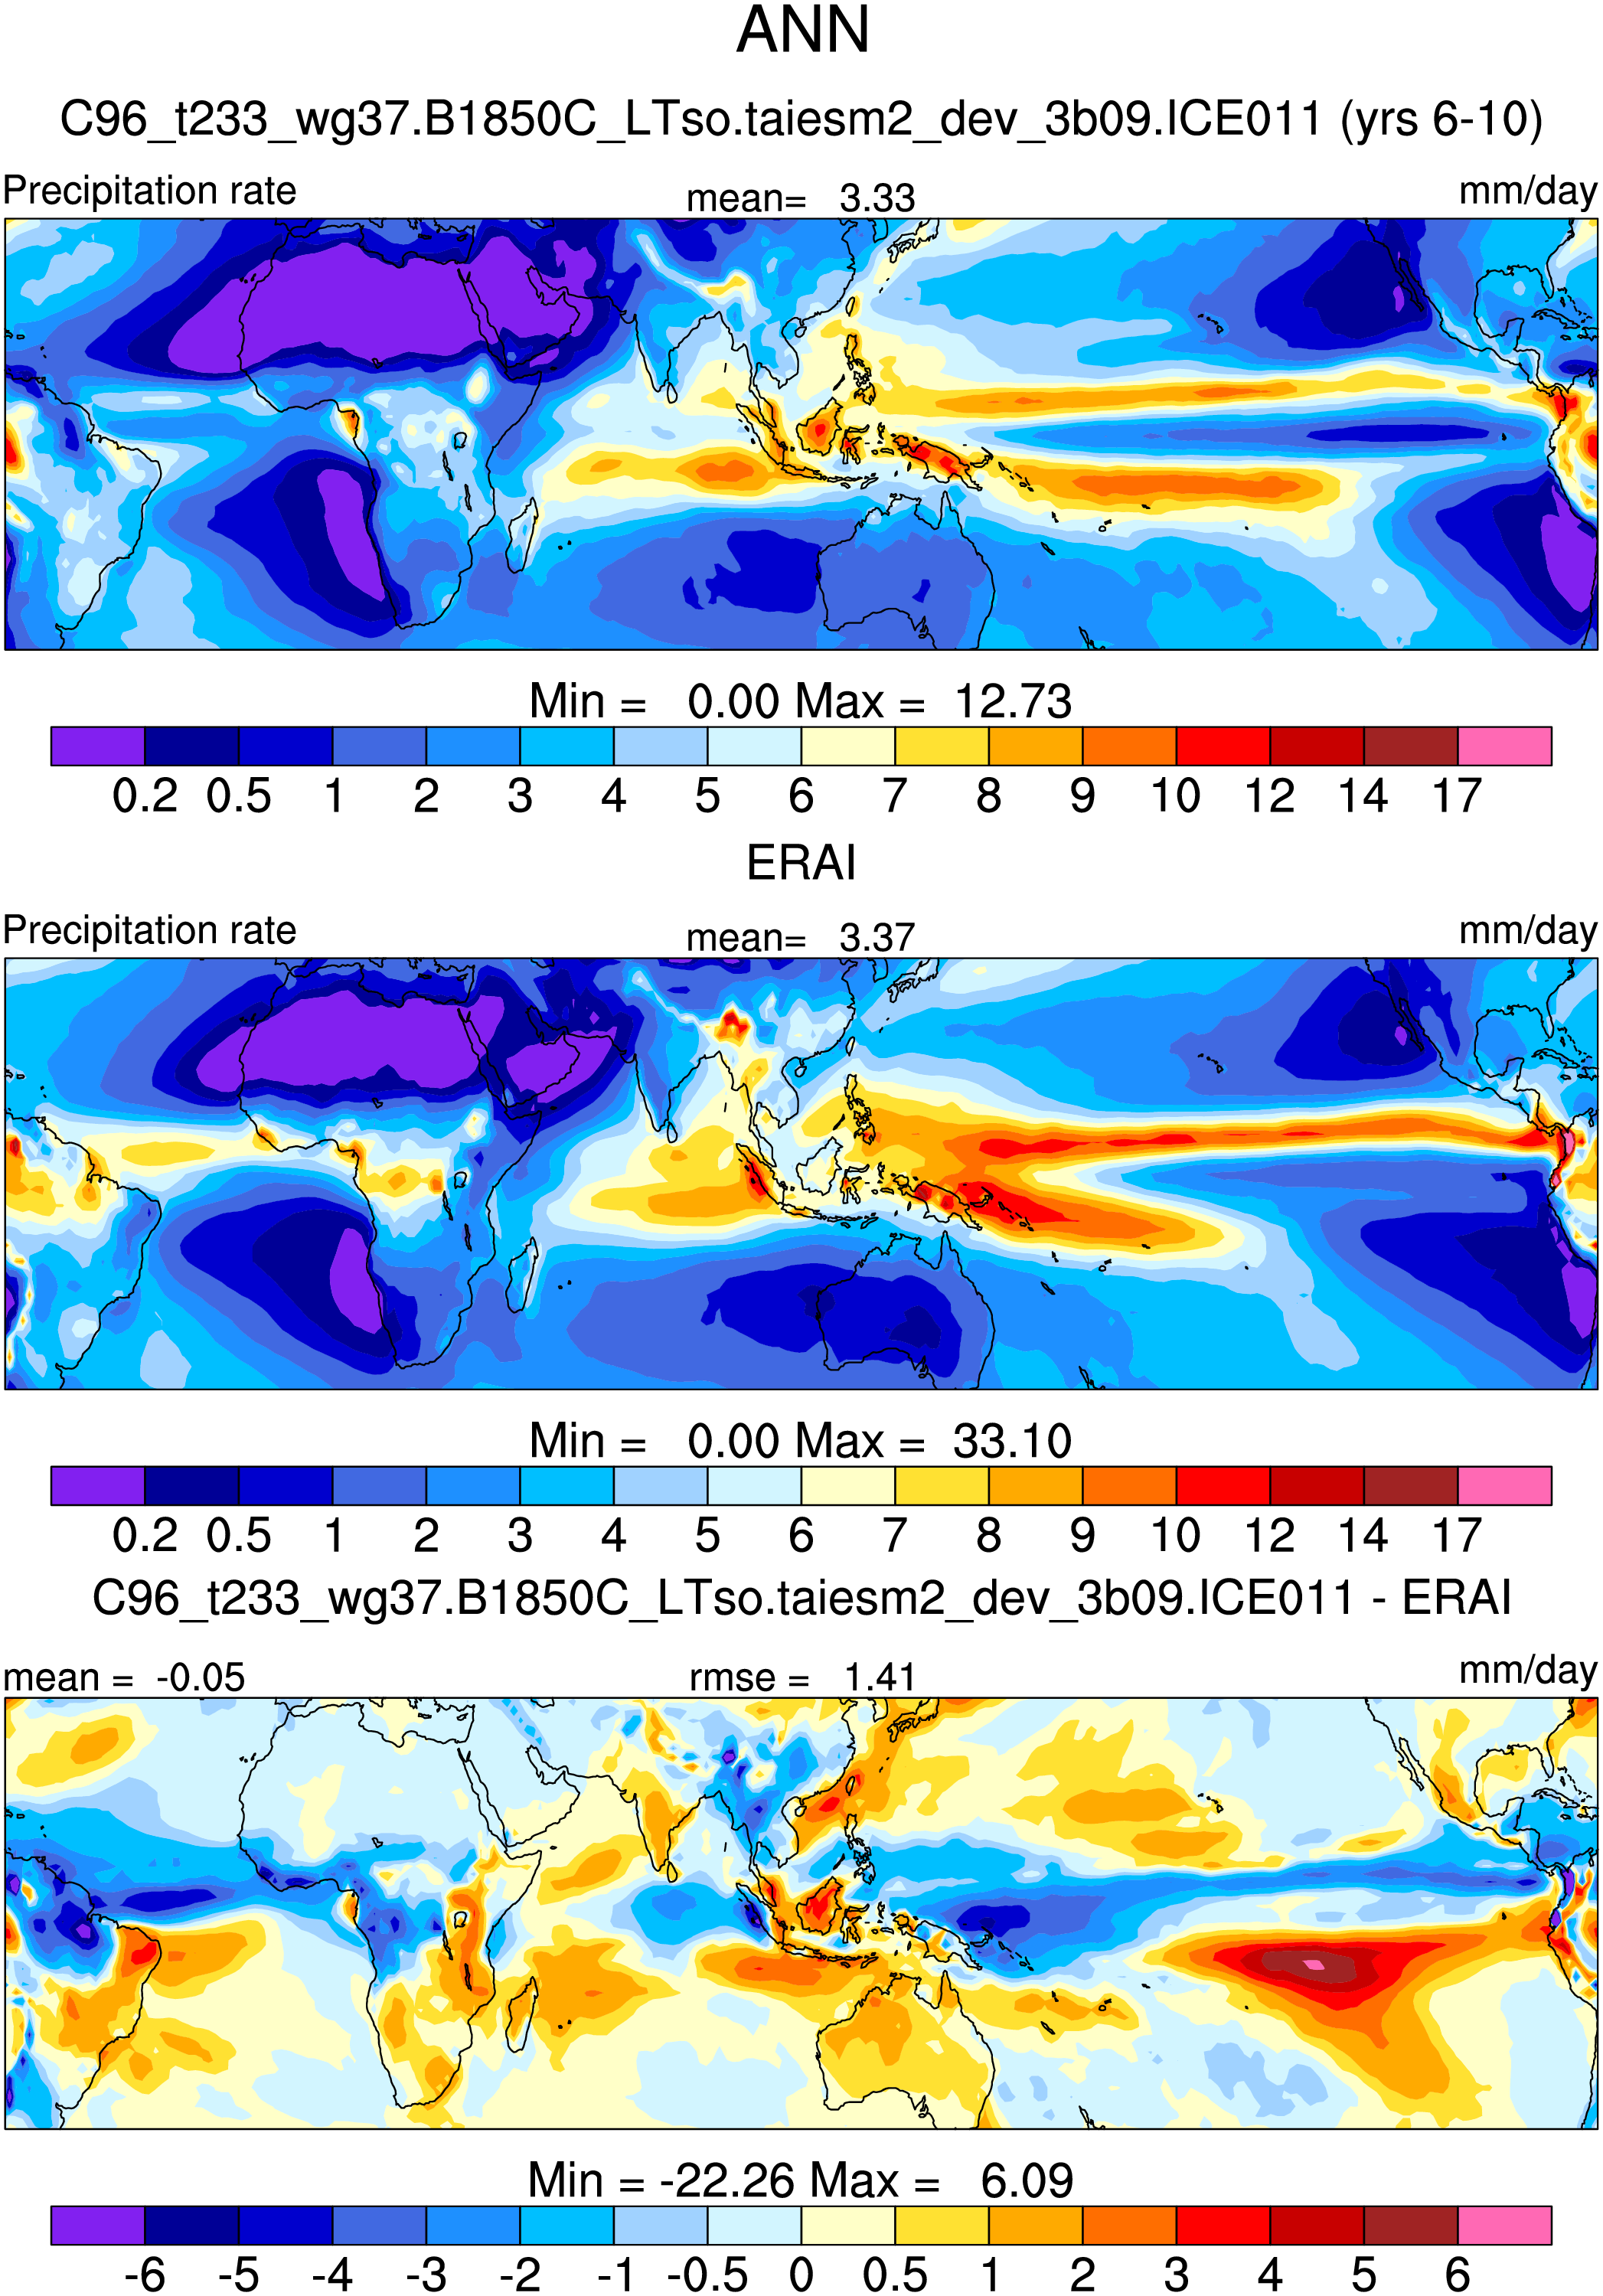 ANN
C96_t233_wg37.B1850C_LTso.taiesm2_dev_3b09.ICE011 (yrs 6-10)
Precipitation rate mean= 3.33 mm/day
Min = 0.00 Max = 12.73
0.2 0.5 1 2 3 4 5 6 7 8 9 10 12 14 17
ERAI
Precipitation rate mean= 3.37 mm/day
Min = 0.00 Max = 33.10
0.2 0.5 1 2 3 4 5 6 7 8 9 10 12 14 17
C96_t233_wg37.B1850C_LTso.taiesm2_dev_3b09.ICE011 - ERAI
mean = -0.05 rmse = 1.41 mm/day
Min = -22.26 Max = 6.09
-6 -5 -4 -3 -2 -1 -0.5 0 0.5 1 2 3 4 5 6